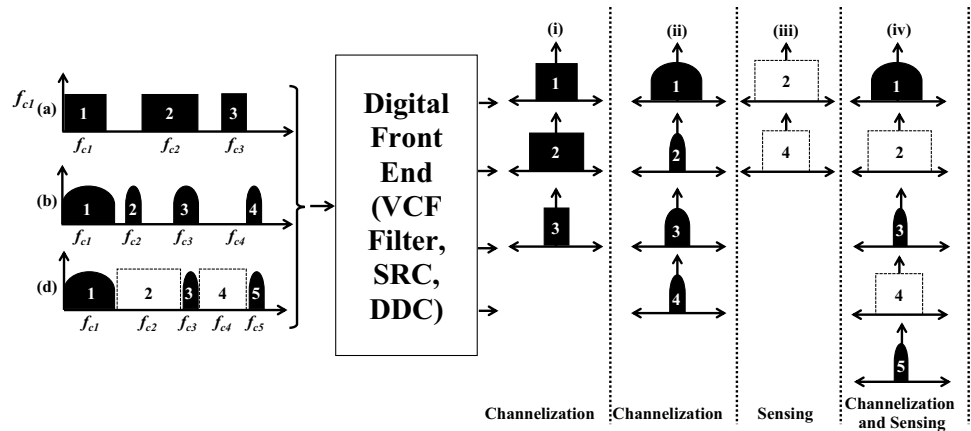 (i) (ii) (iii) (iv)
f_c1 (a) 1 2 3
f_c1 f_c2 f_c3
(b) 1 2 3 4
f_c1 f_c2 f_c3 f_c4
(d) 1 2 3 4 5
f_c1 f_c2 f_c3 f_c4 f_c5
Digital
Front
End
(VCF
Filter,
SRC,
DDC)
1 1 2 1
2 2 4 2
3 3 3
4 4
5
Channelization Channelization Sensing Channelization
and Sensing